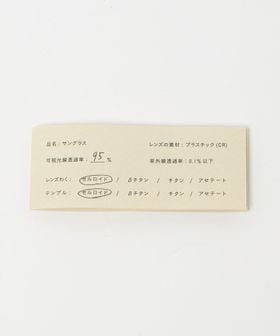 品名：サングラス　レンズの素材：プラスチック(CR)
可視光線透過率：95％　紫外線透過率：0.1％以下
レンズわく：セルロイド / βチタン / チタン / アセテート
テンプル：セルロイド / βチタン / チタン / アセテート